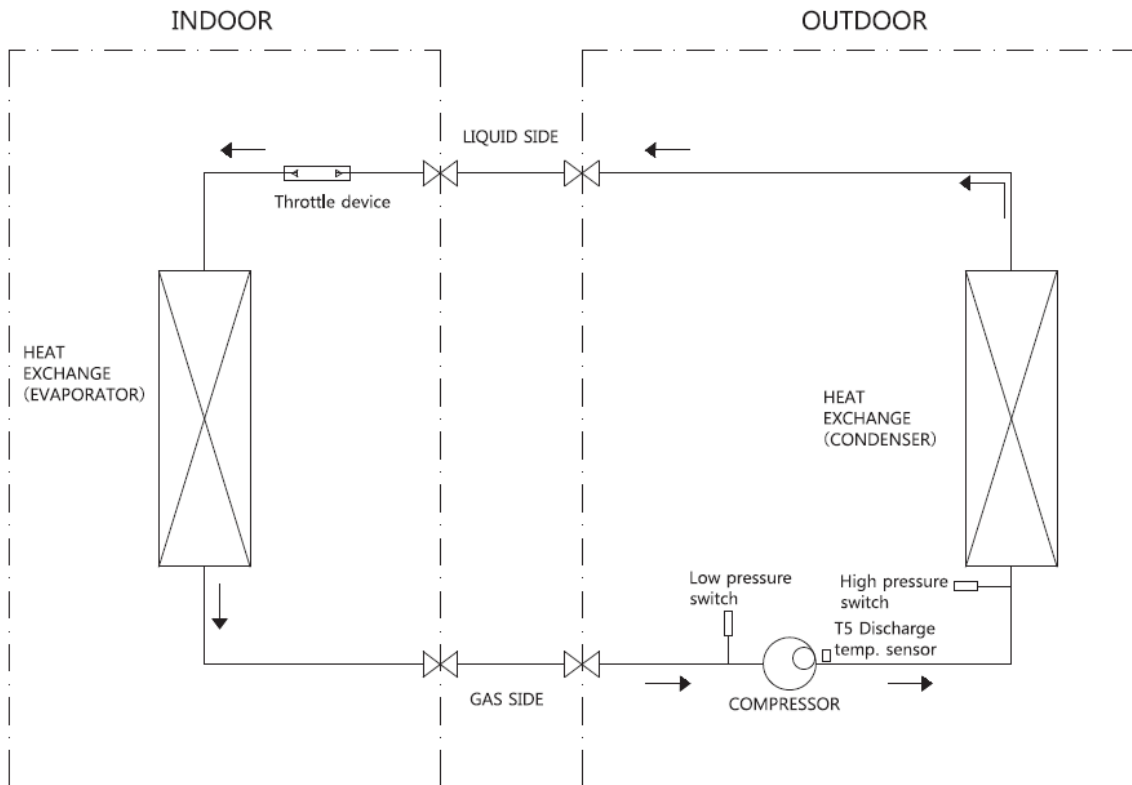 INDOOR
OUTDOOR
LIQUID SIDE
Throttle device
HEAT
EXCHANGE
(EVAPORATOR)
HEAT
EXCHANGE
(CONDENSER)
Low pressure
switch
High pressure
switch
T5 Discharge
temp. sensor
GAS SIDE
COMPRESSOR